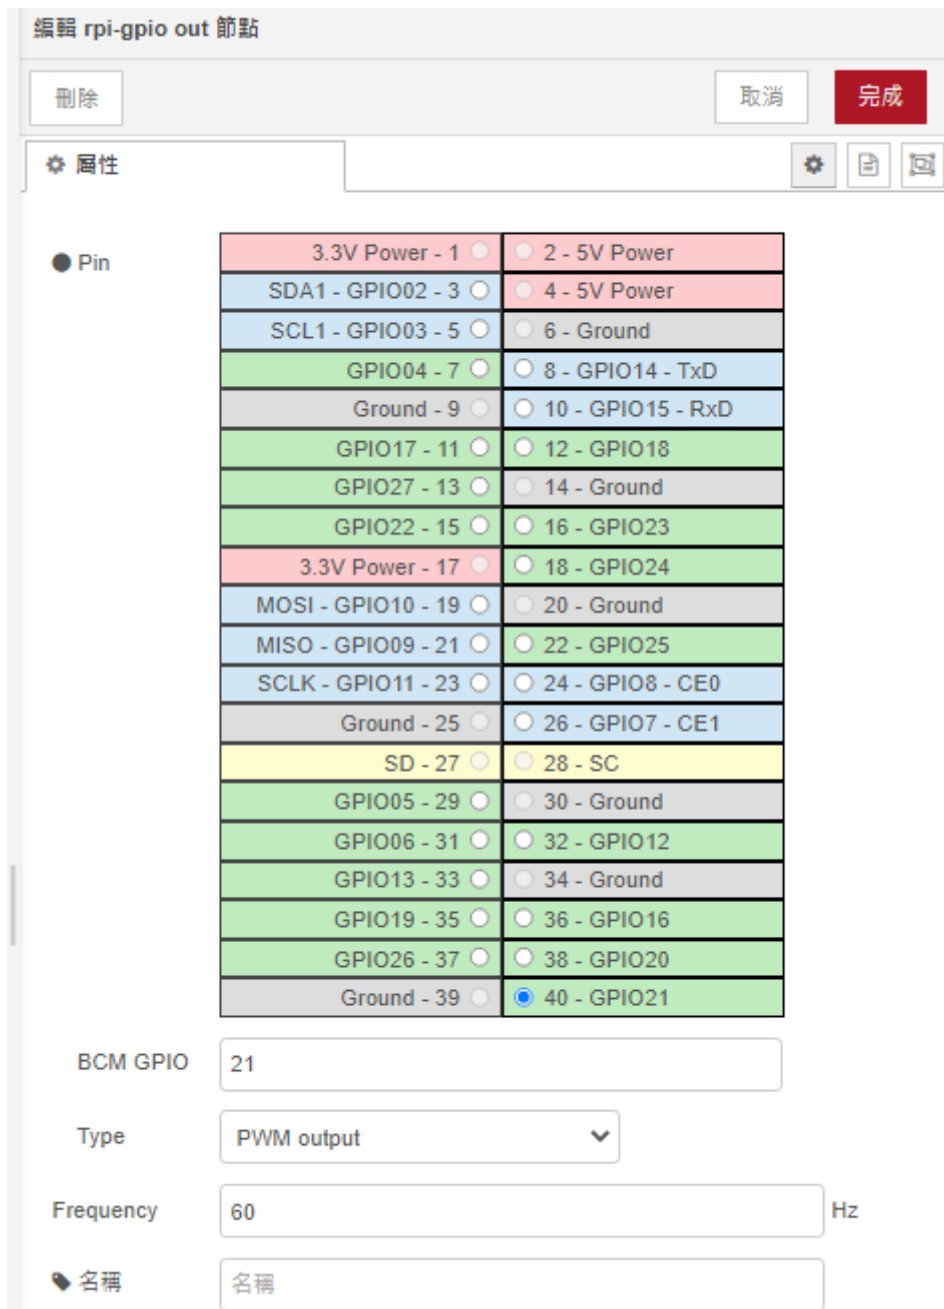 編輯 rpi-gpio out 節點
刪除 取消 完成
屬性
Pin
3.3V Power - 1 2 - 5V Power
SDA1 - GPIO02 - 3 4 - 5V Power
SCL1 - GPIO03 - 5 6 - Ground
GPIO04 - 7 8 - GPIO14 - TxD
Ground - 9 10 - GPIO15 - RxD
GPIO17 - 11 12 - GPIO18
GPIO27 - 13 14 - Ground
GPIO22 - 15 16 - GPIO23
3.3V Power - 17 18 - GPIO24
MOSI - GPIO10 - 19 20 - Ground
MISO - GPIO09 - 21 22 - GPIO25
SCLK - GPIO11 - 23 24 - GPIO8 - CE0
Ground - 25 26 - GPIO7 - CE1
SD - 27 28 - SC
GPIO05 - 29 30 - Ground
GPIO06 - 31 32 - GPIO12
GPIO13 - 33 34 - Ground
GPIO19 - 35 36 - GPIO16
GPIO26 - 37 38 - GPIO20
Ground - 39 40 - GPIO21
BCM GPIO 21
Type PWM output
Frequency 60 Hz
名稱 名稱